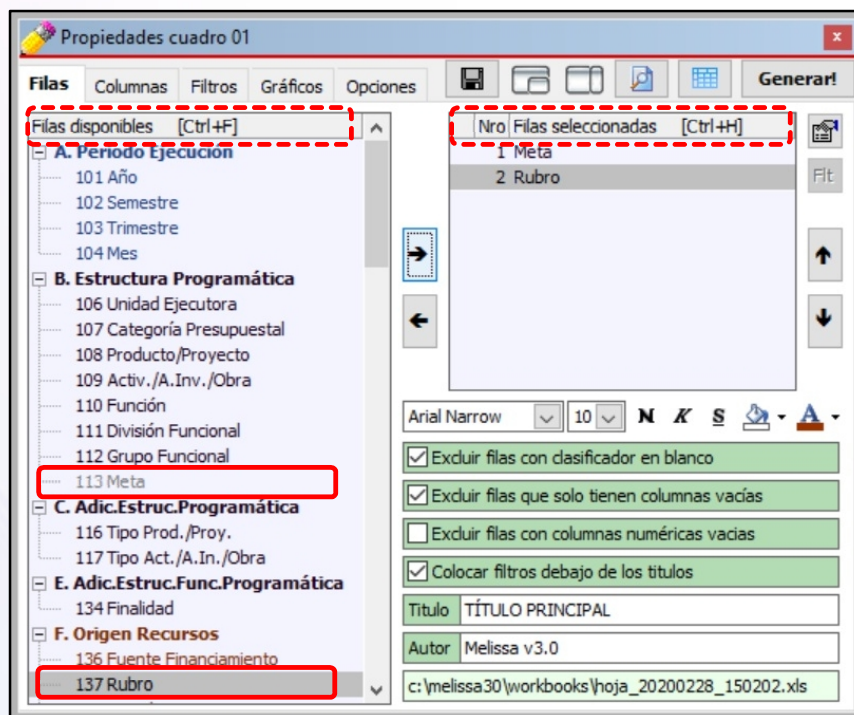 Propiedades cuadro 01
x
Filas Columnas Filtros Gráficos Opciones Generar!
Filas disponibles [Ctrl+F]
A. Periodo Ejecución
101 Año
102 Semestre
103 Trimestre
104 Mes
B. Estructura Programática
106 Unidad Ejecutora
107 Categoría Presupuestal
108 Producto/Proyecto
109 Activ./A.Inv./Obra
110 Función
111 División Funcional
112 Grupo Funcional
113 Meta
C. Adic.Estruc.Programática
116 Tipo Prod./Proy.
117 Tipo Act./A.In./Obra
E. Adic.Estruc.Func.Programática
134 Finalidad
F. Origen Recursos
136 Fuente Financiamiento
137 Rubro
Nro Filas seleccionadas [Ctrl+H]
1 Meta
2 Rubro
Flt
Arial Narrow 10 N K S A
Excluir filas con clasificador en blanco
Excluir filas que solo tienen columnas vacías
Excluir filas con columnas numéricas vacias
Colocar filtros debajo de los titulos
Titulo TÍTULO PRINCIPAL
Autor Melissa v3.0
c:\melissa30\workbooks\hoja_20200228_150202.xls